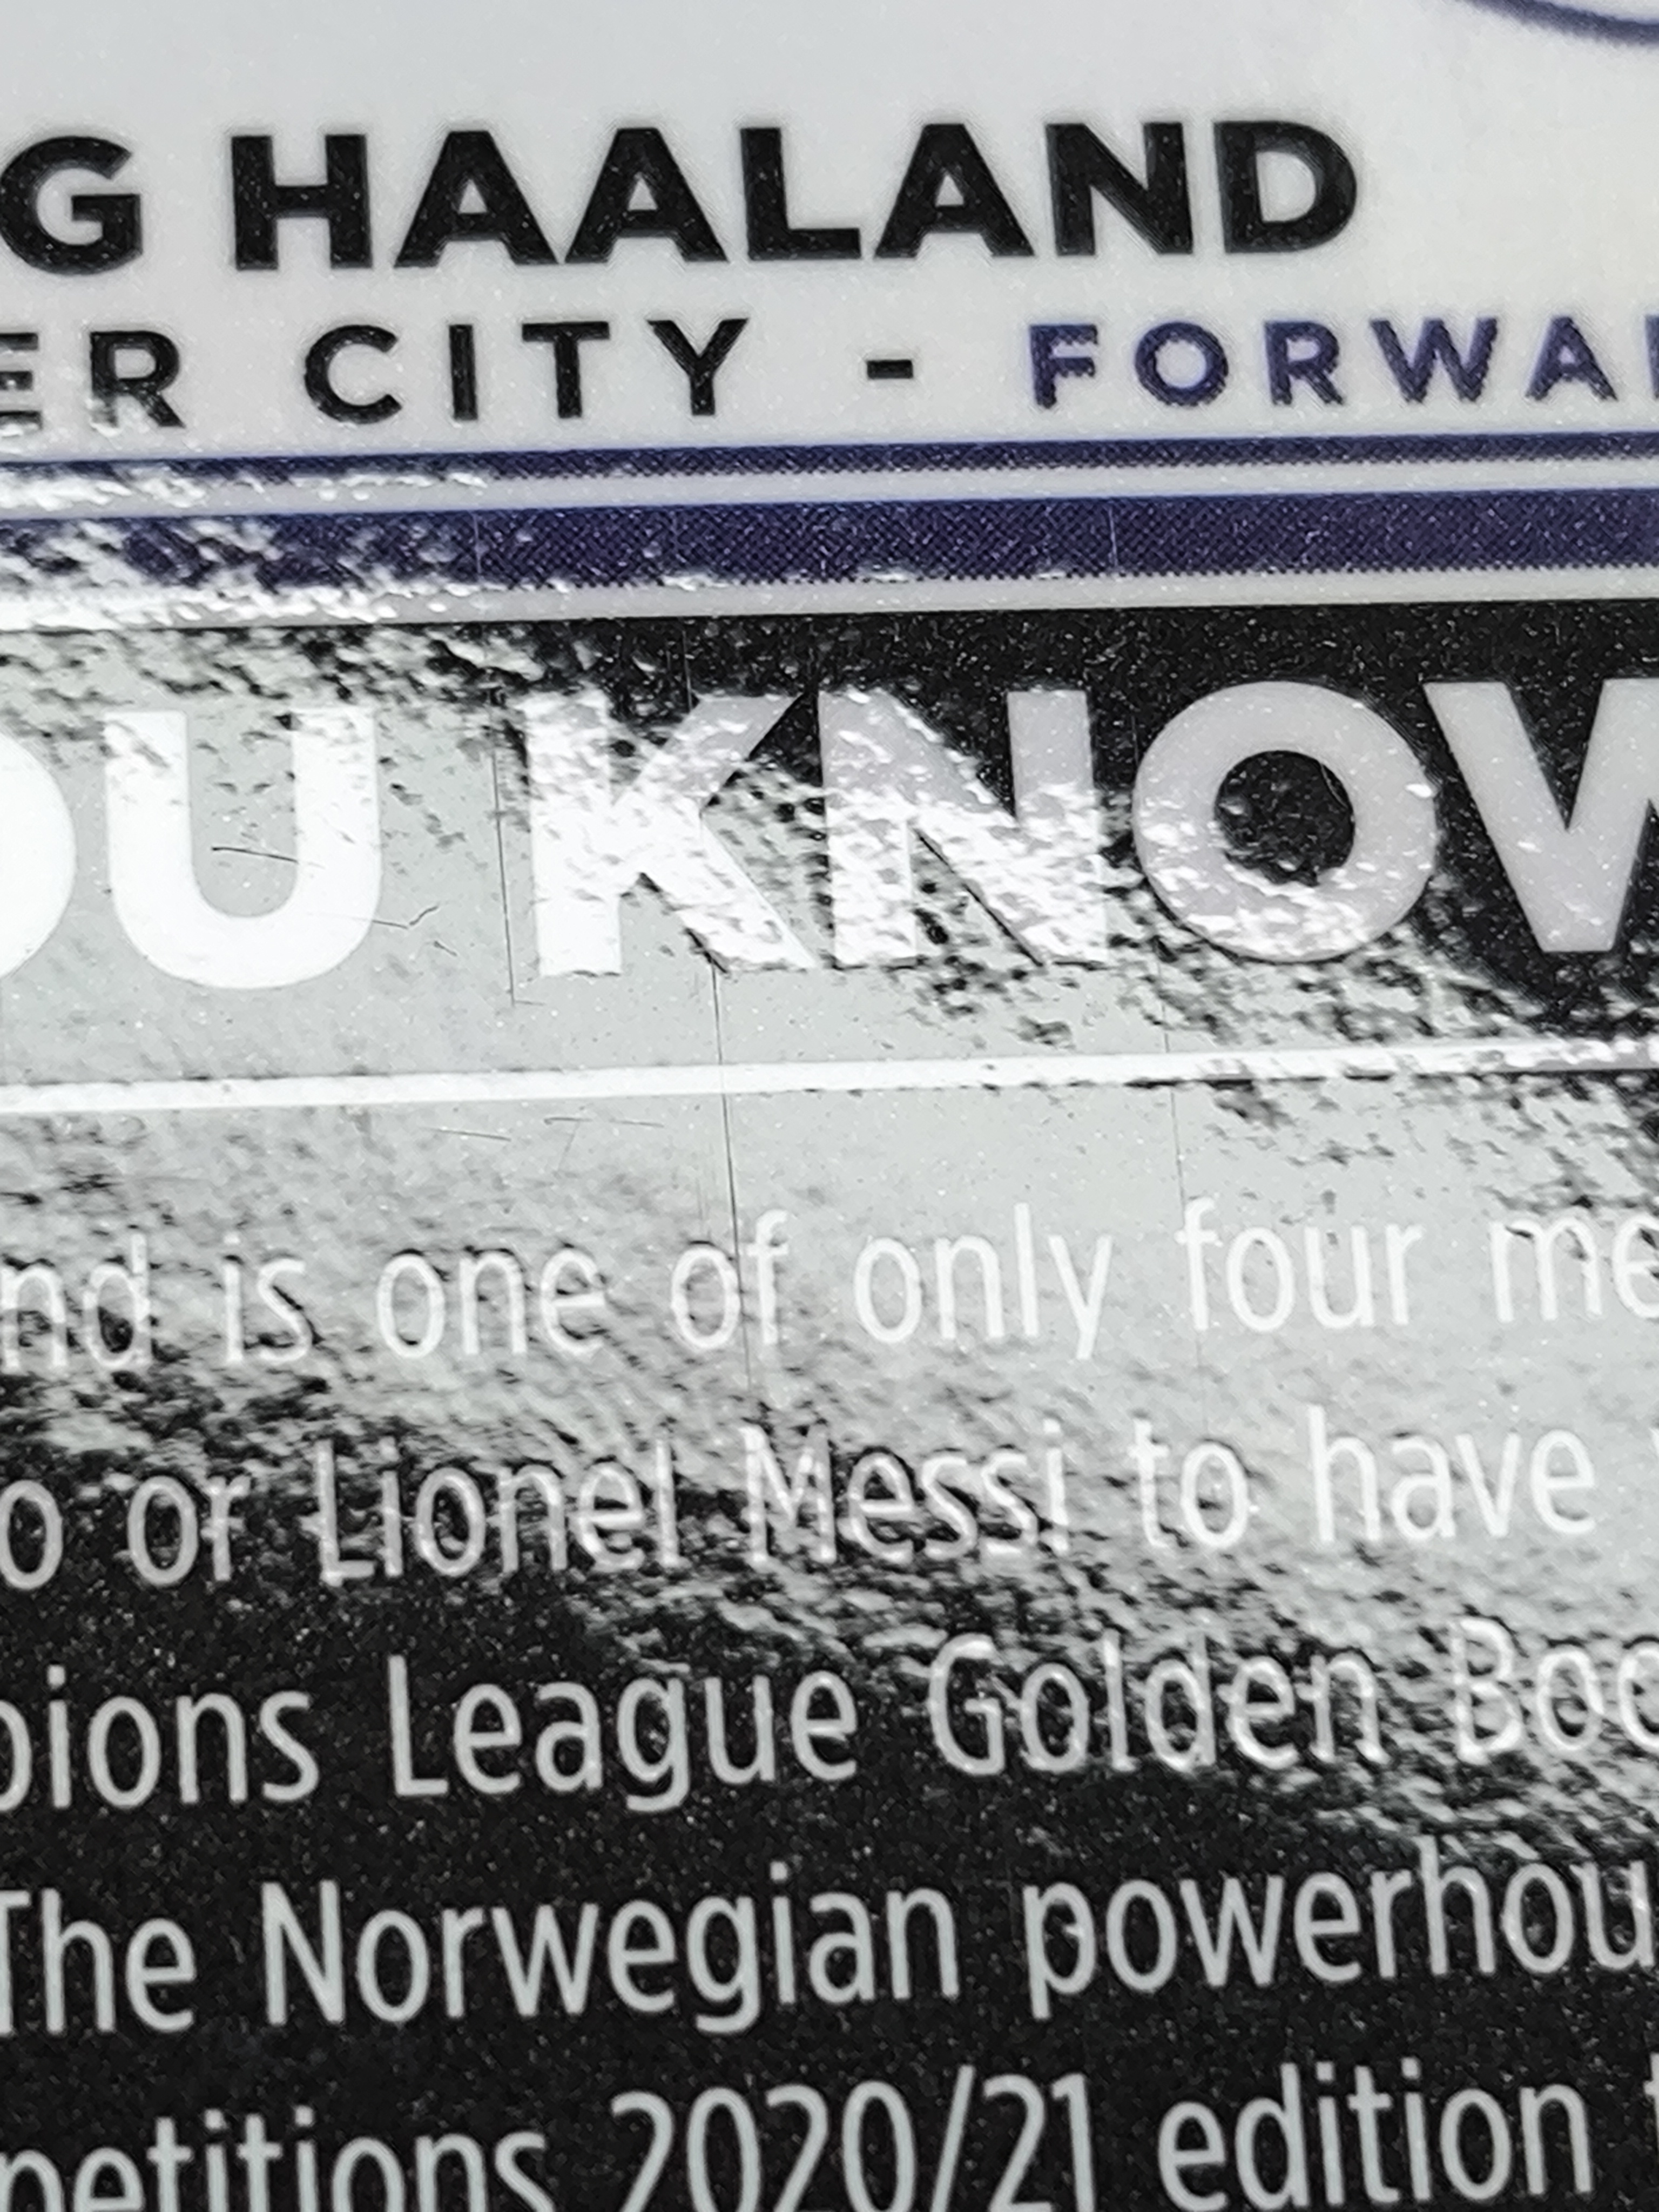 G HAALAND
ER CITY - FORWA
OU KNOW
nd is one of only four me
o or Lionel Messi to have
pions League Golden Boo
The Norwegian powerhou
petitions 2020/21 edition